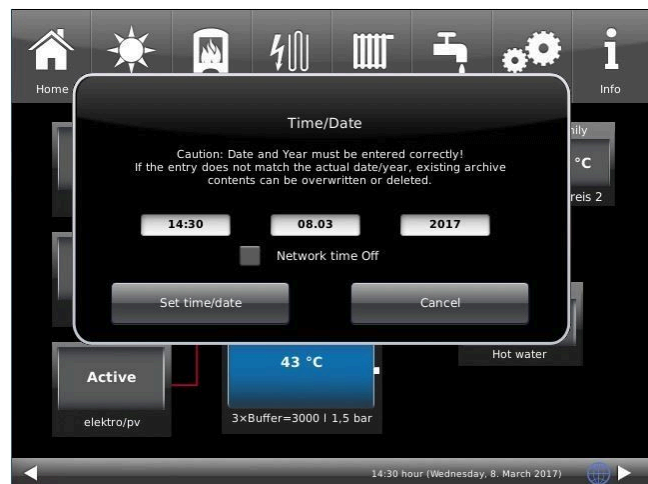 Home
Info
Time/Date
Caution: Date and Year must be entered correctly!
If the entry does not match the actual date/year, existing archive
contents can be overwritten or deleted.
14:30 08.03 2017
Network time Off
Set time/date Cancel
°C
reis 2
Active
elektro/pv
43 °C
3×Buffer=3000 l 1,5 bar
Hot water
14:30 hour (Wednesday, 8. March 2017)